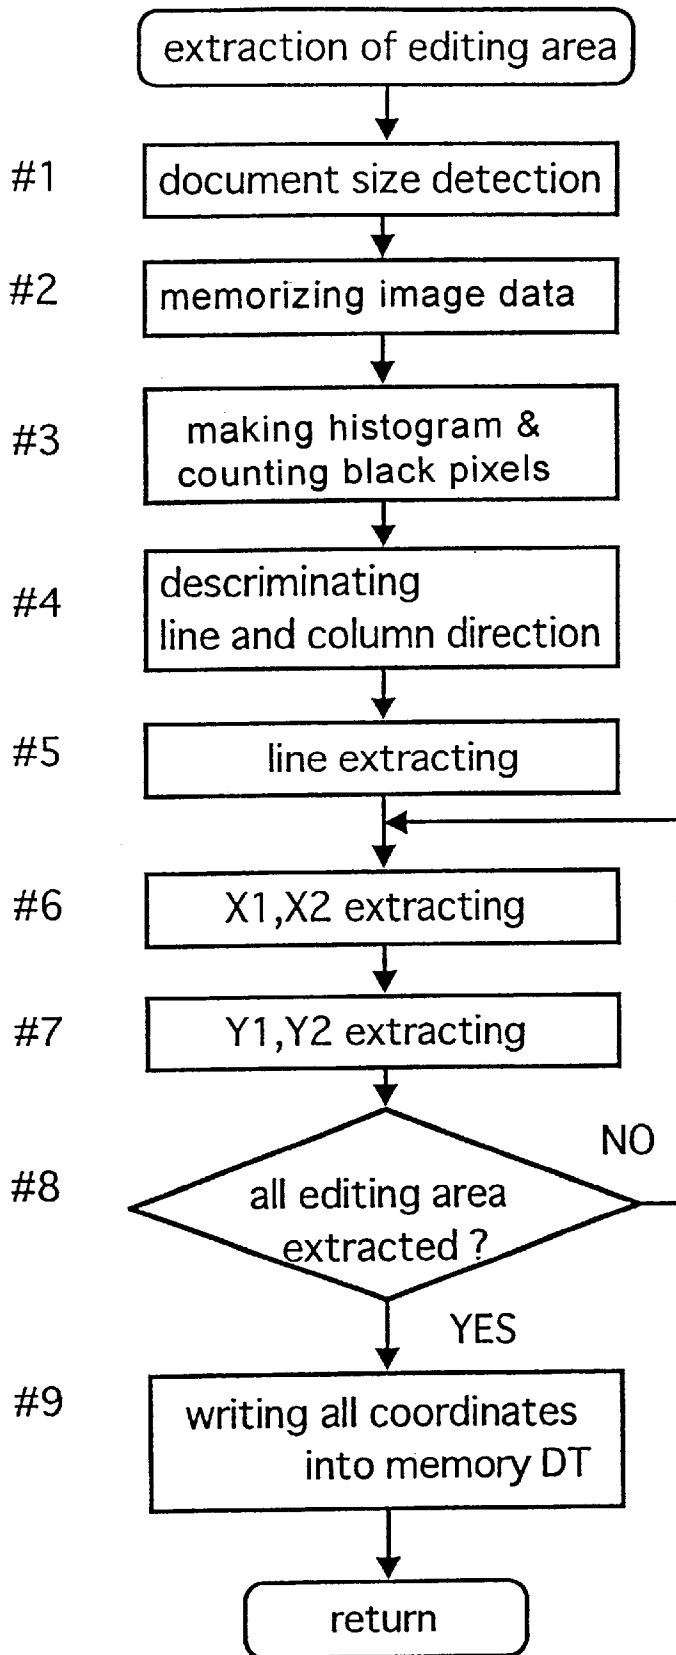 extraction of editing area
#1
document size detection
#2
memorizing image data
#3
making histogram &
counting black pixels
#4
descriminating
line and column direction
#5
line extracting
#6
X1,X2 extracting
#7
Y1,Y2 extracting
NO
#8
all editing area
extracted ?
YES
#9
writing all coordinates
into memory DT
return